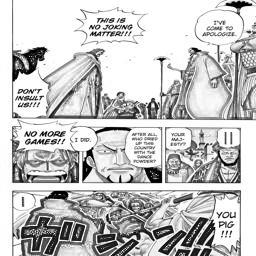 I'VE
COME TO
APOLOGIZE.
THIS IS
NO JOKING
MATTER!!!
DON'T
INSULT
US!!!
YOUR
MAJ-
ESTY?
AFTER ALL,
WHO DRIED UP
THIS
COUNTRY
WITH THE
DANCE
POWDER?
I DID.
NO MORE
GAMES!!
YOU
PIG
!!!